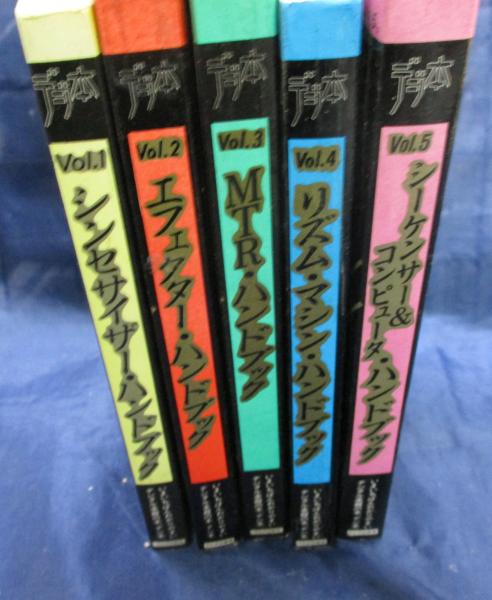 デジ本
Vol.1
シンセサイザー・ハンドブック
デジ本
Vol.2
エフェクター・ハンドブック
デジ本
Vol.3
MTR・ハンドブック
デジ本
Vol.4
リズム・マシン・ハンドブック
デジ本
Vol.5
シーケンサー&
コンピュータ・ハンドブック